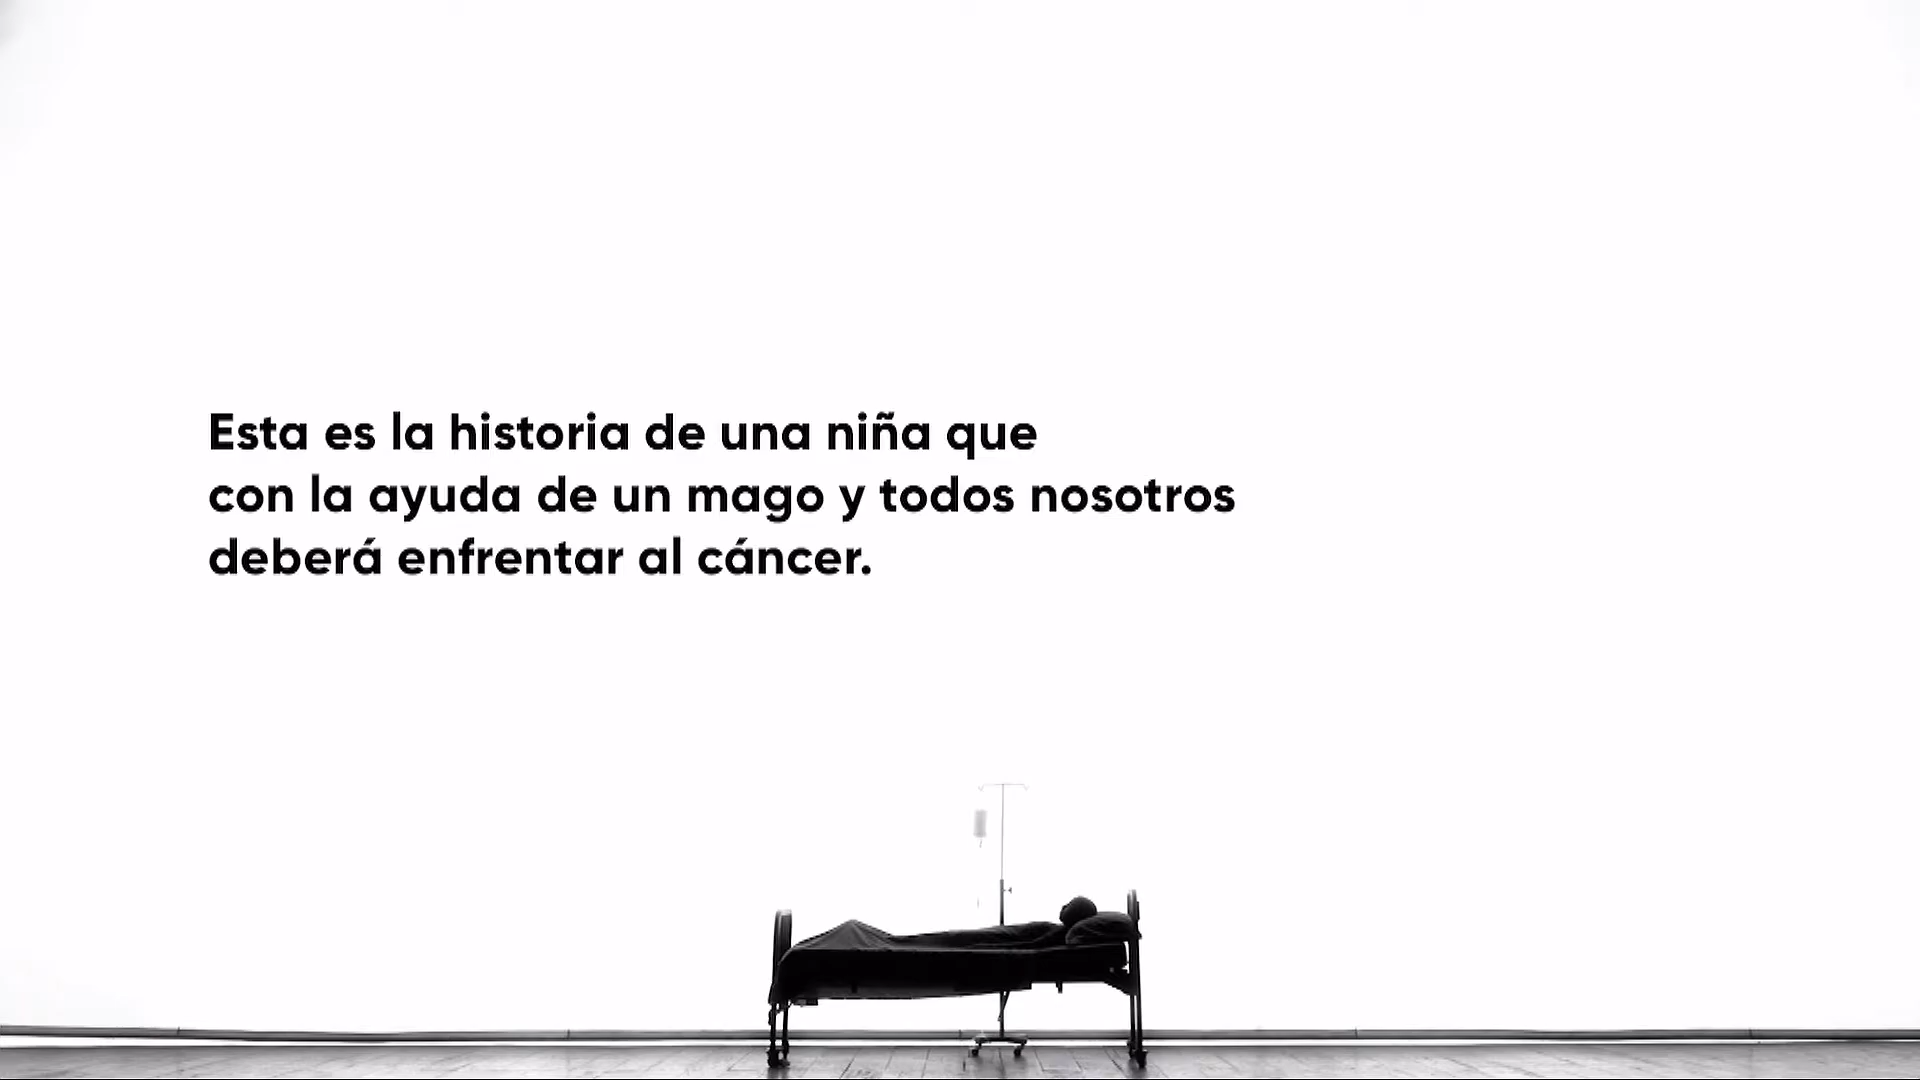 Esta es la historia de una niña que
con la ayuda de un mago y todos nosotros
deberá enfrentar al cáncer.